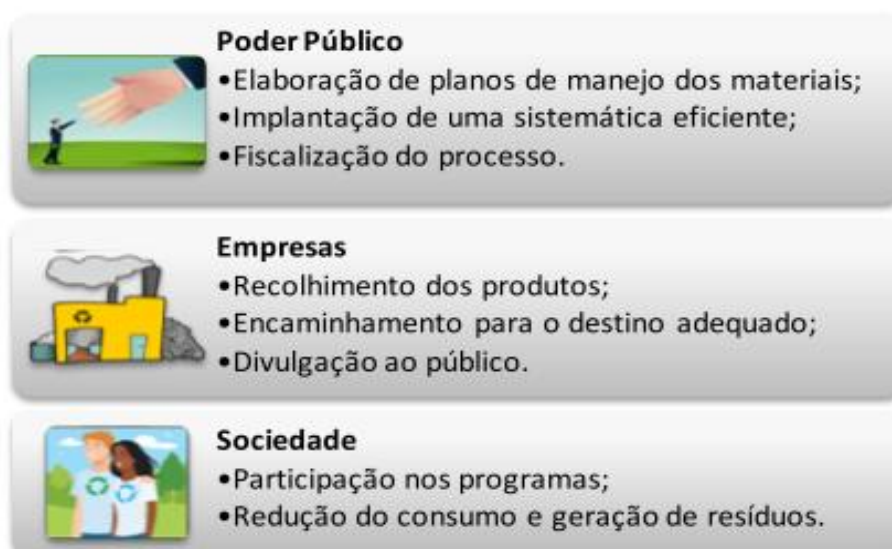 Poder Público
•Elaboração de planos de manejo dos materiais;
•Implantação de uma sistemática eficiente;
•Fiscalização do processo.
Empresas
•Recolhimento dos produtos;
•Encaminhamento para o destino adequado;
•Divulgação ao público.
Sociedade
•Participação nos programas;
•Redução do consumo e geração de resíduos.